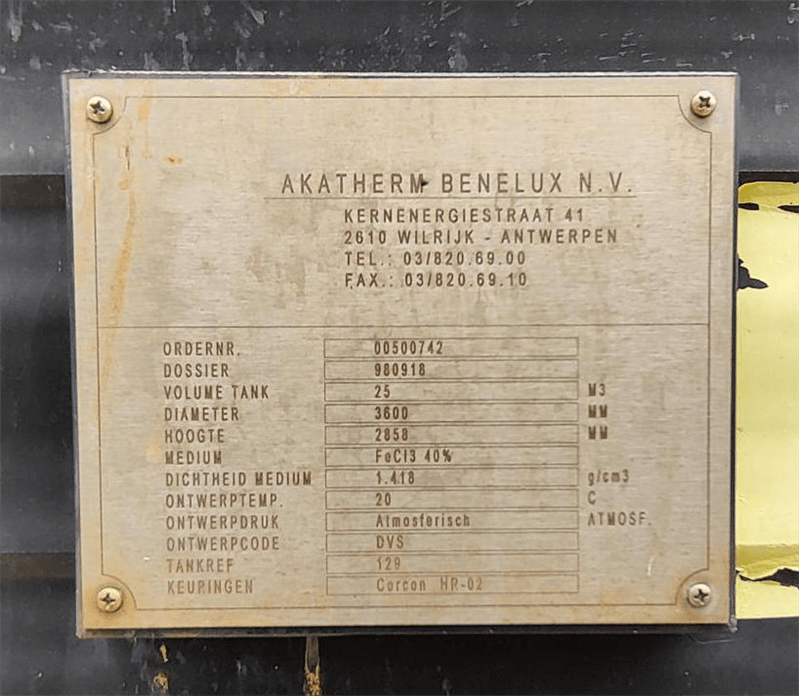 AKATHERM BENELUX N.V.
KERNENERGIESTRAAT 41
2610 WILRIJK - ANTWERPEN
TEL.: 03/820.69.00
FAX.: 03/820.69.10
ORDERNR. 00500742
DOSSIER 980918
VOLUME TANK 25 M3
DIAMETER 3600 MM
HOOGTE 2858 MM
MEDIUM FeCl3 40%
DICHTHEID MEDIUM 1.418 g/cm3
ONTWERPTEMP. 20 C
ONTWERPDRUK Atmosferisch ATMOSF.
ONTWERPCODE DVS
TANKREF 129
KEURINGEN Corcon HR-02